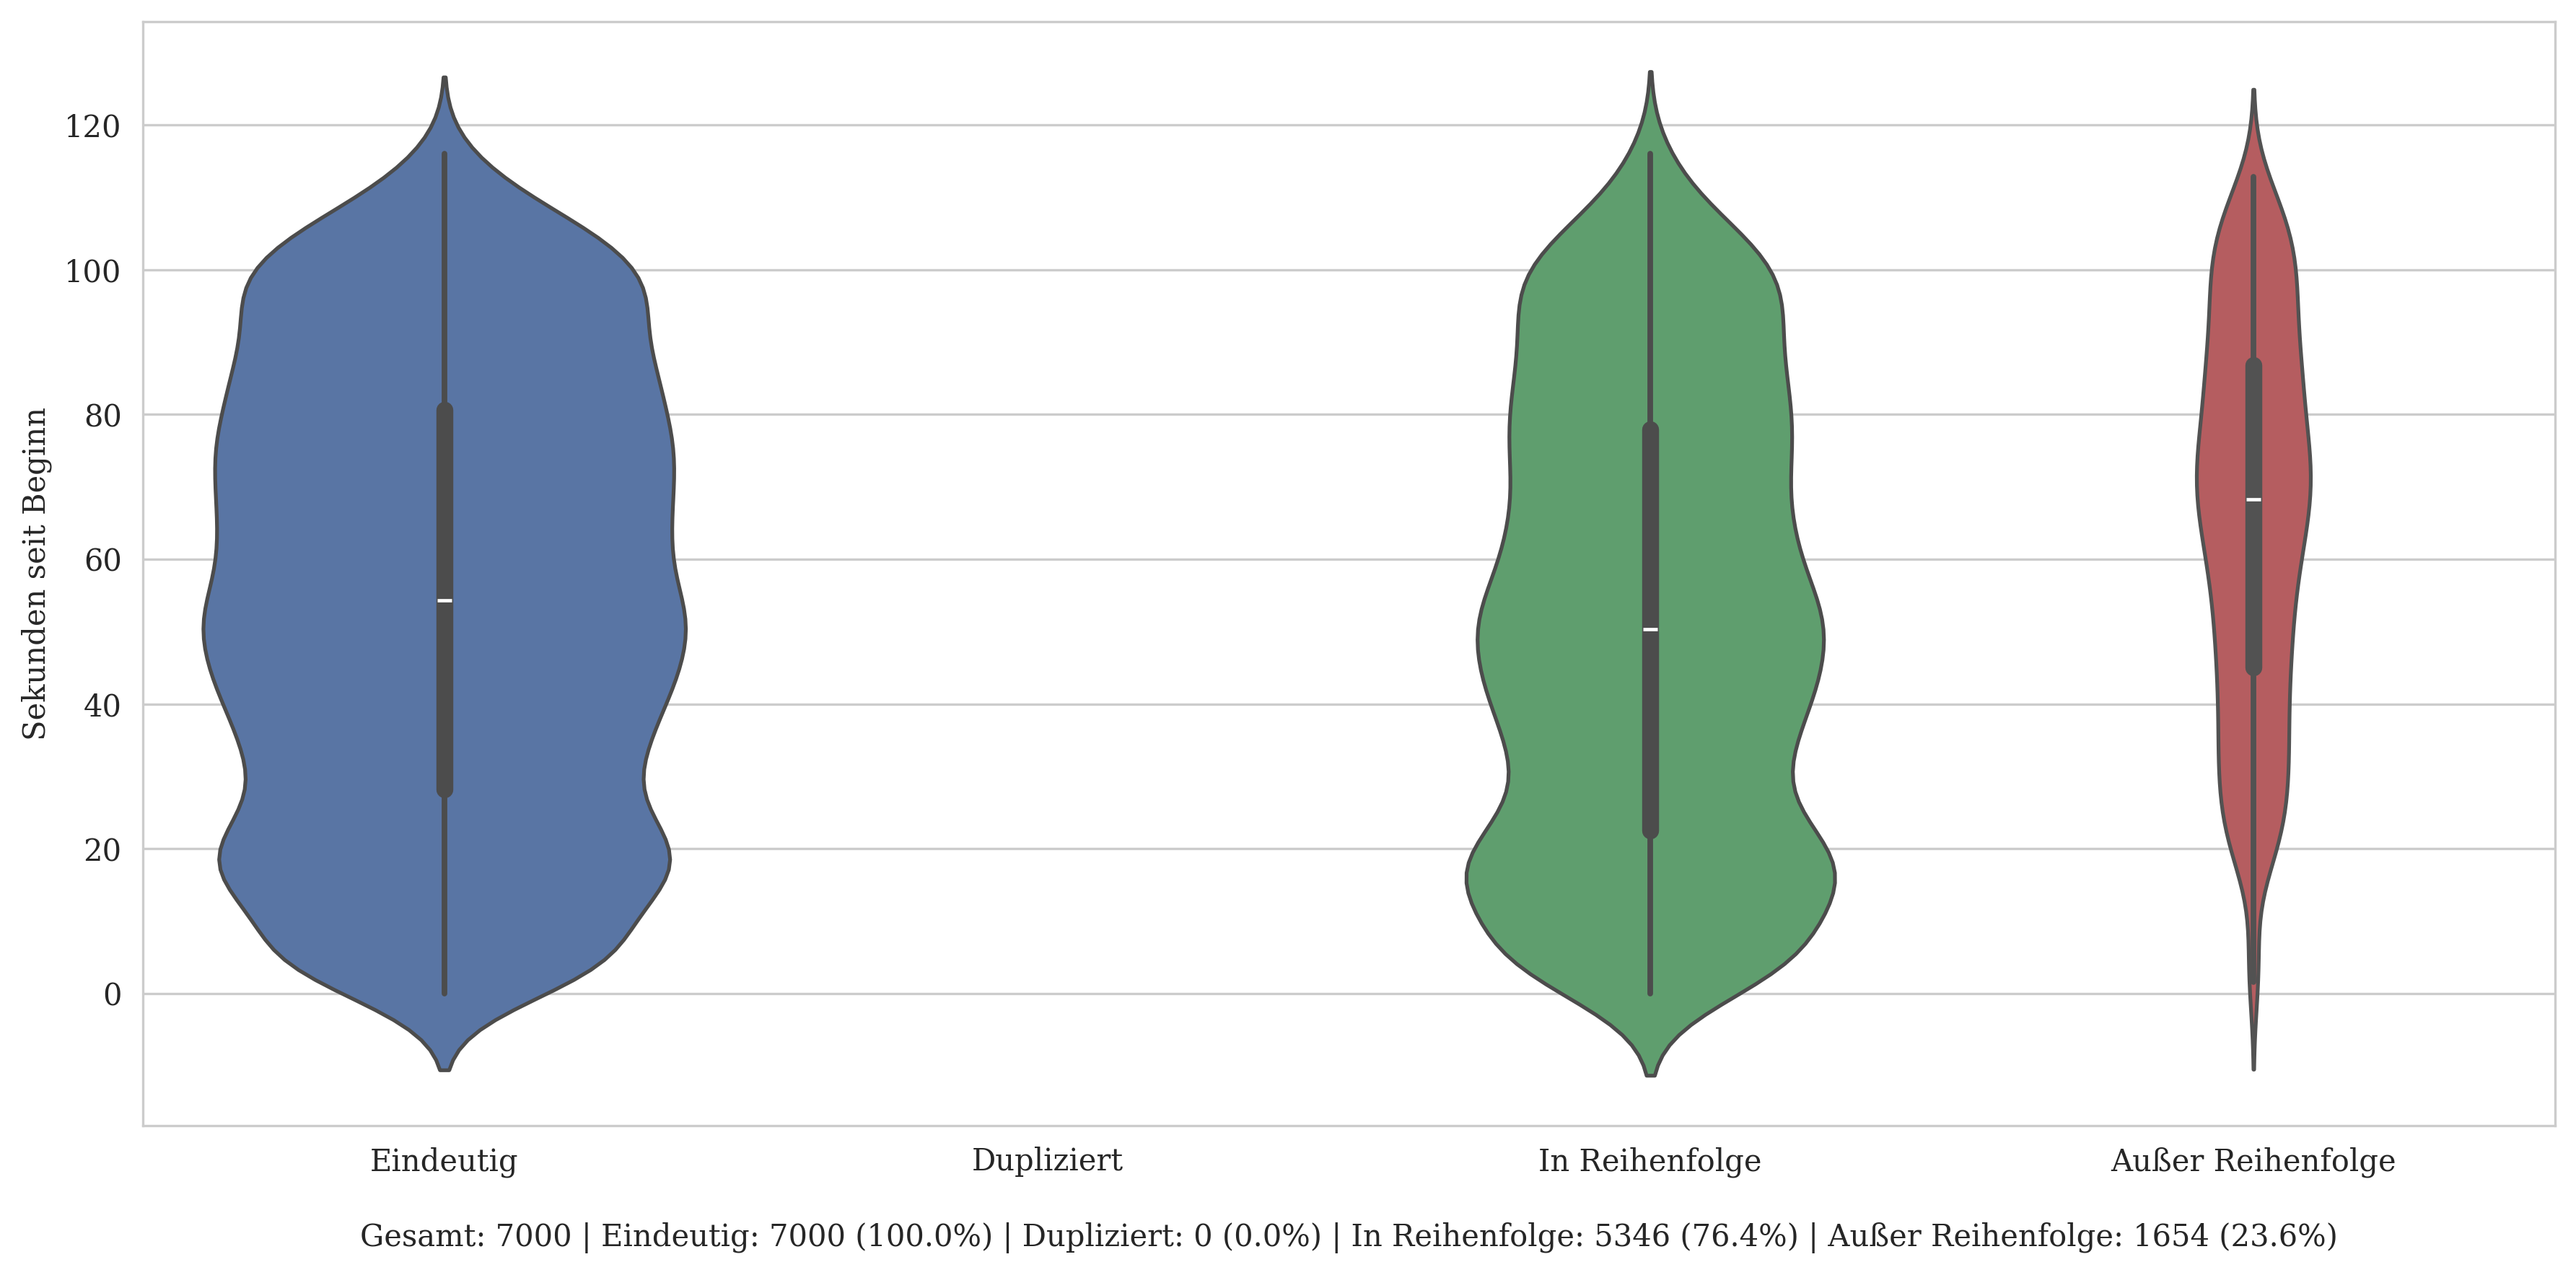 Sekunden seit Beginn
120
100
80
60
40
20
0
Eindeutig Dupliziert In Reihenfolge Außer Reihenfolge
Gesamt: 7000 | Eindeutig: 7000 (100.0%) | Dupliziert: 0 (0.0%) | In Reihenfolge: 5346 (76.4%) | Außer Reihenfolge: 1654 (23.6%)